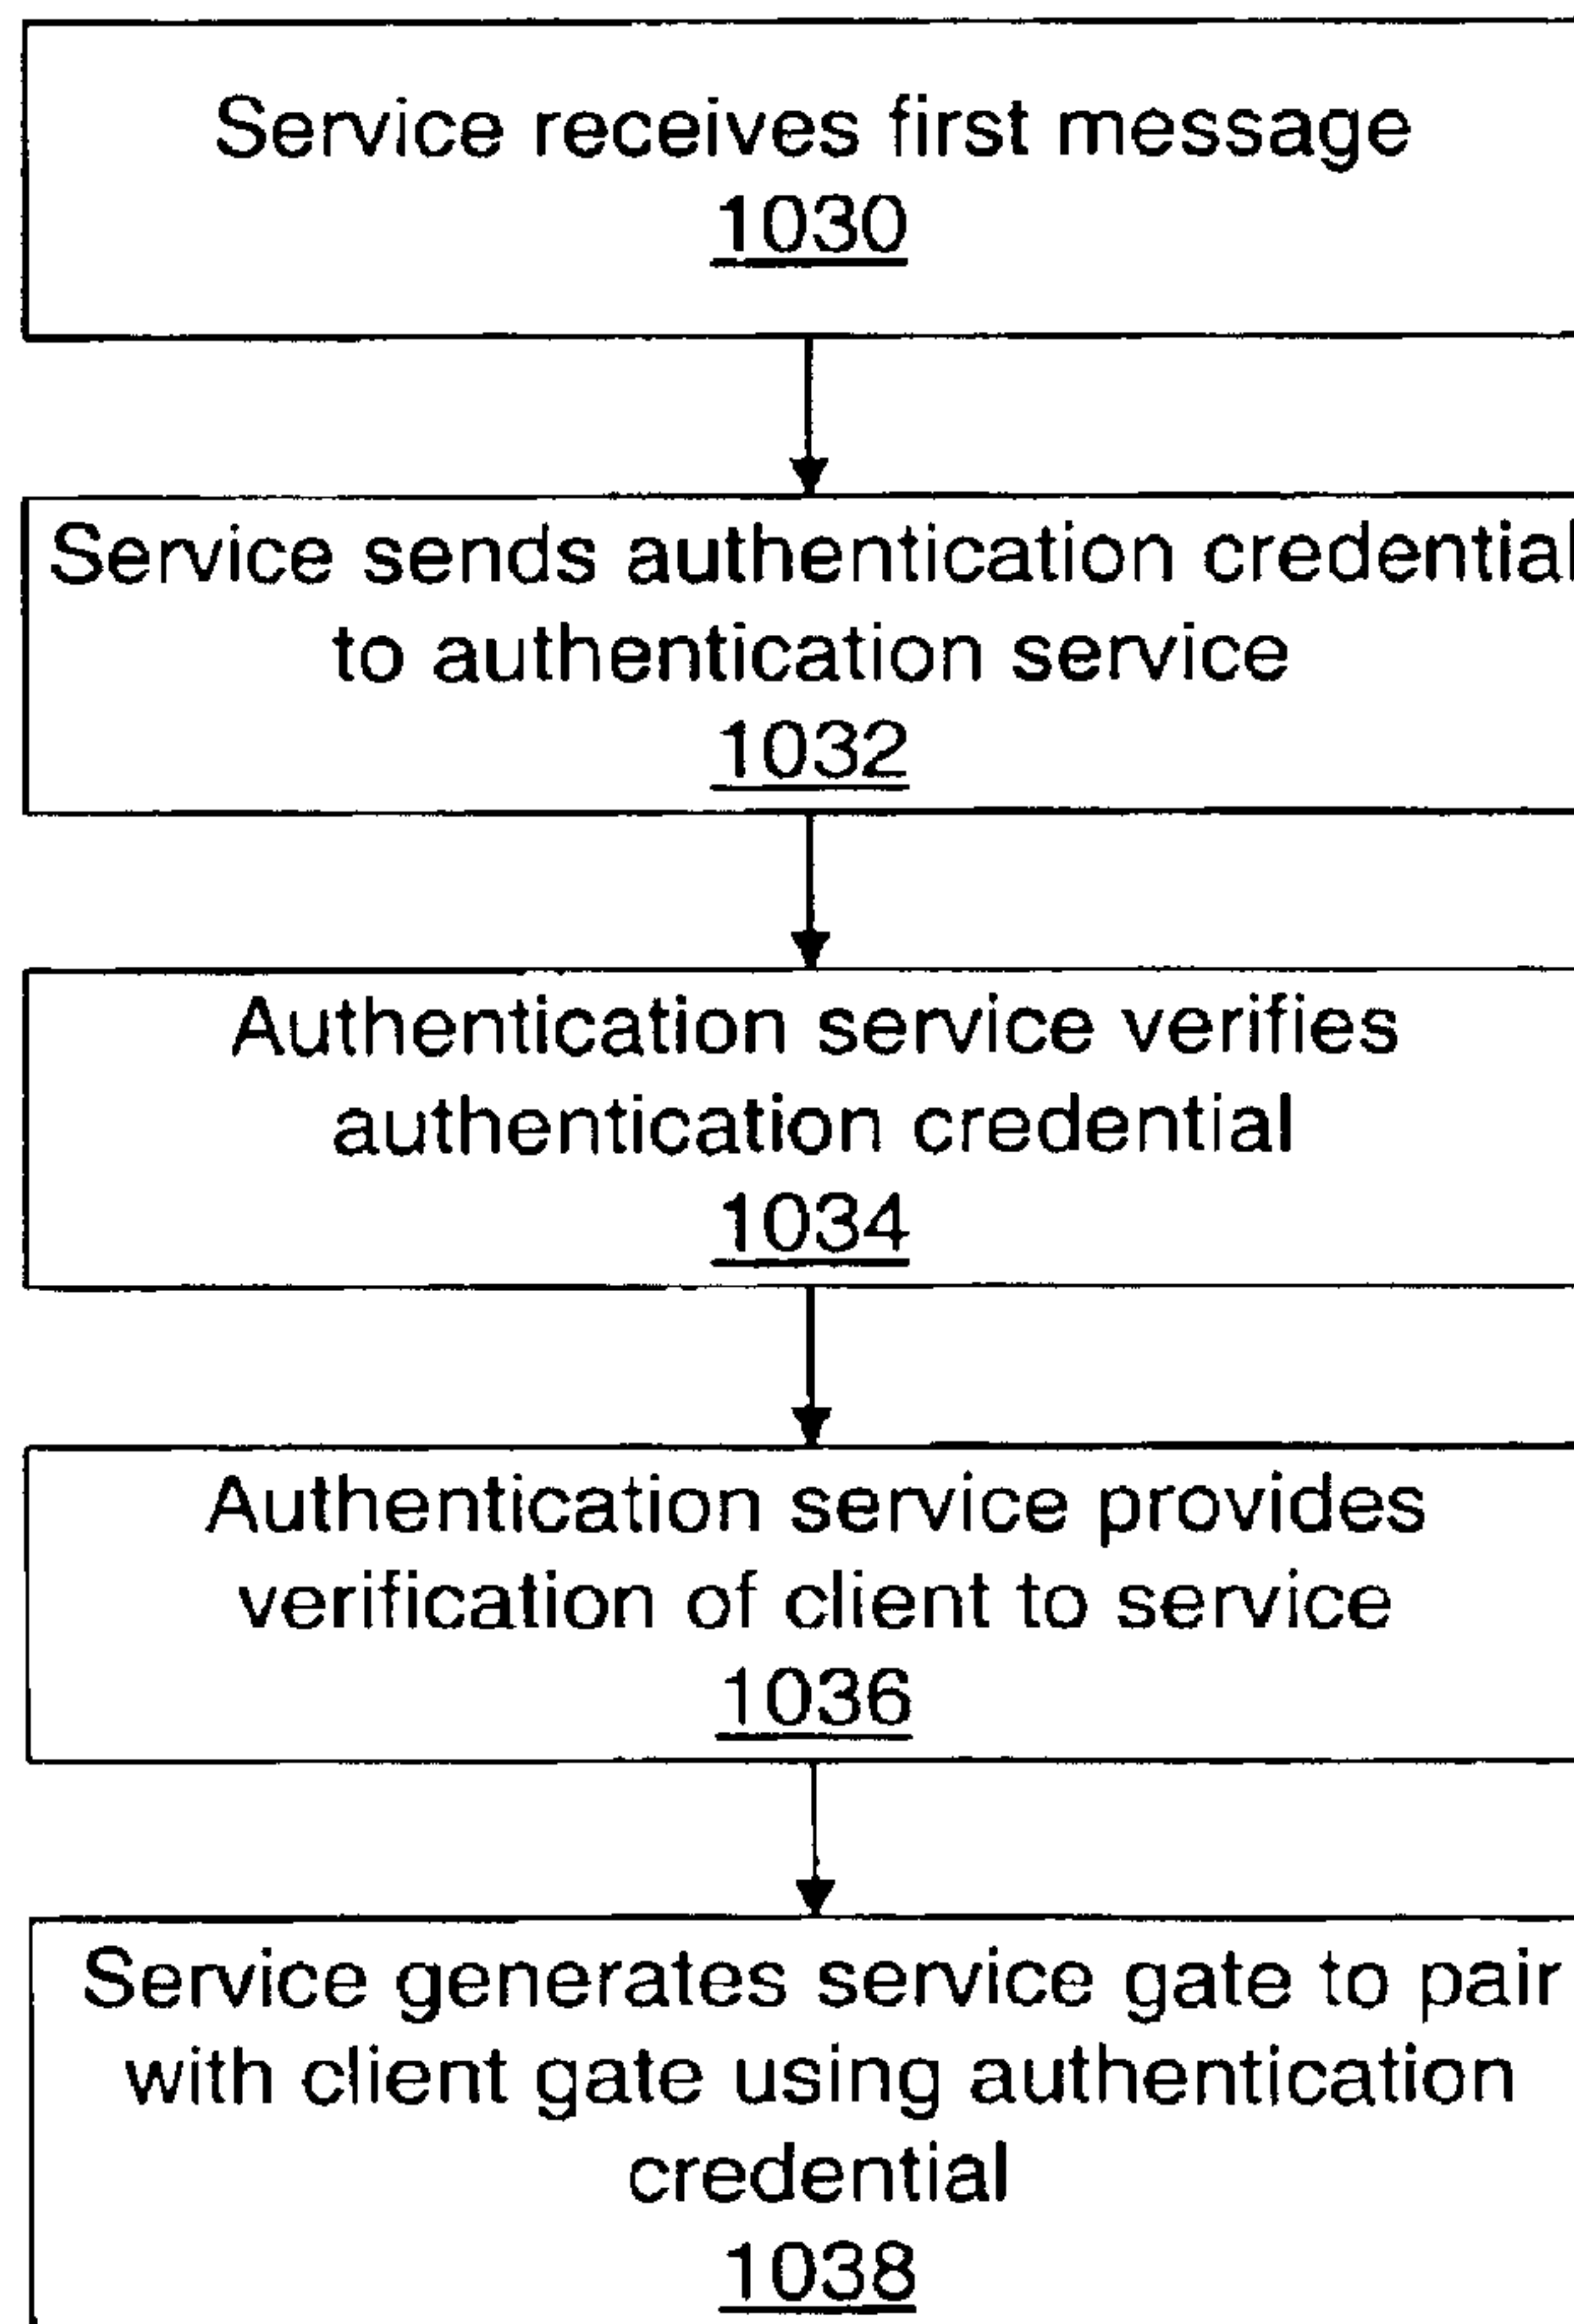 Service receives first message
1030
Service sends authentication credential
to authentication service
1032
Authentication service verifies
authentication credential
1034
Authentication service provides
verification of client to service
1036
Service generates service gate to pair
with client gate using authentication
credential
1038